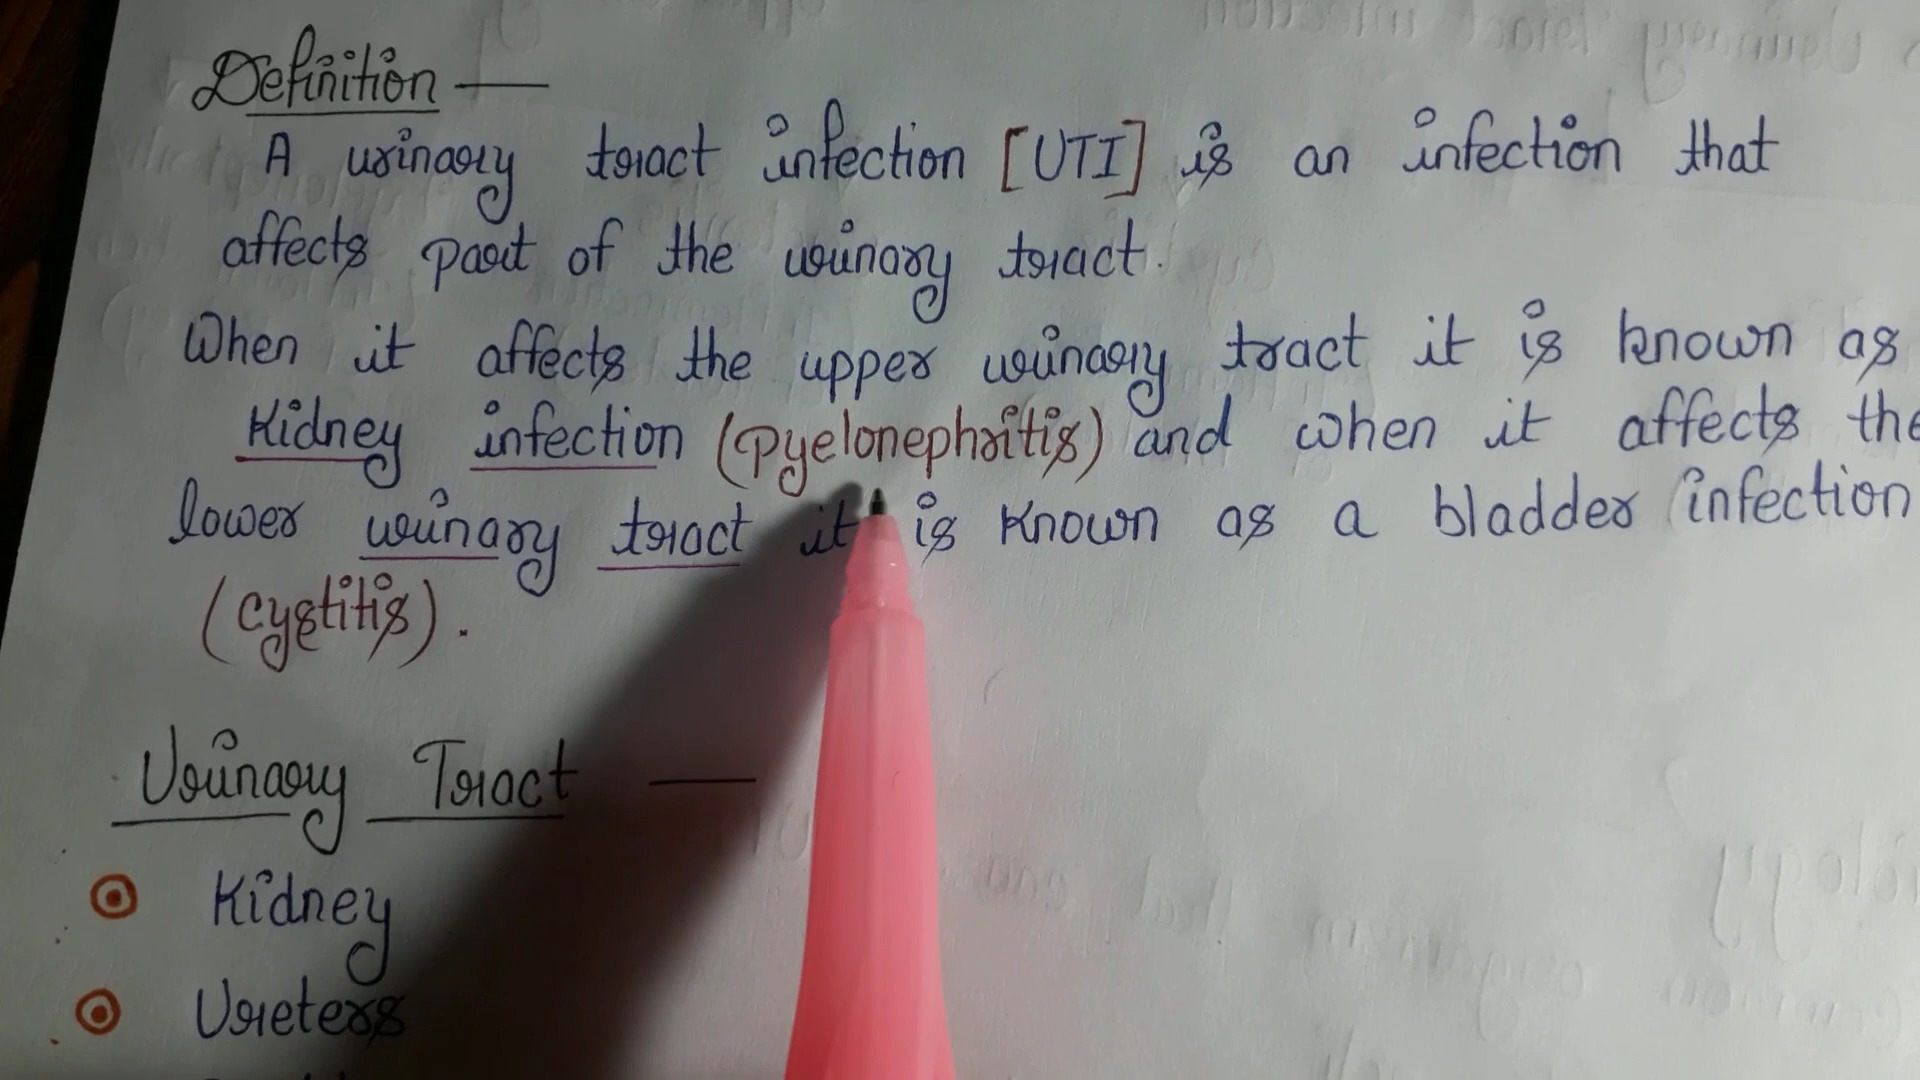 Definition —
A urinary tract infection [UTI] is an infection that
affects part of the urinary tract.
When it affects the upper urinary tract it is known as
Kidney infection (pyelonephritis) and when it affects the
lower urinary tract it is known as a bladder infection
(cystitis).
Urinary Tract —
Kidney
Ureters